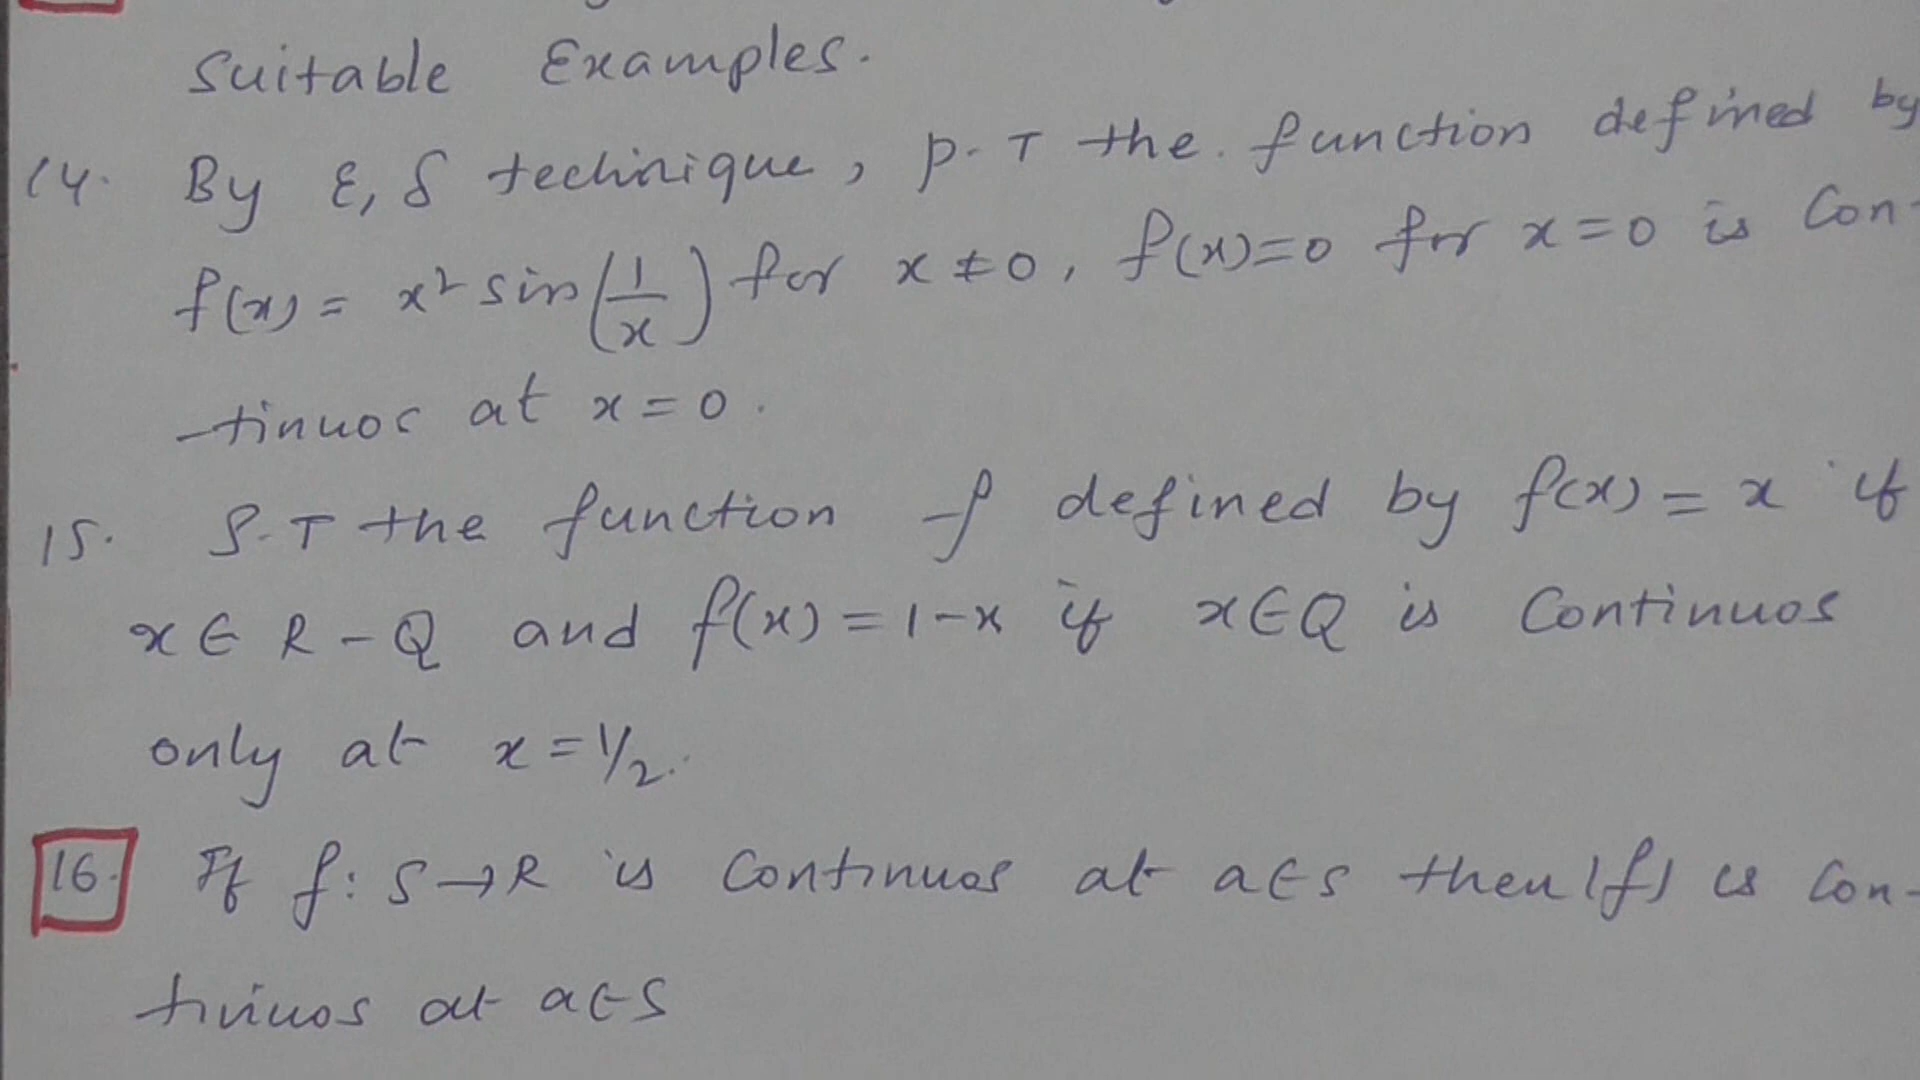 Suitable Examples.
14. By ε, δ technique, P.T the function defined by
f(x) = x² sin(1/x) for x ≠ 0, f(x)=0 for x=0 is con-
-tinuos at x=0.
15. S.T the function f defined by f(x) = x if
x ∈ R - Q and f(x) = 1-x if x∈Q is Continuos
only at x = 1/2.
16. If f: S→R is Continuos at a∈S then |f| is Con-
tinuos at a∈S